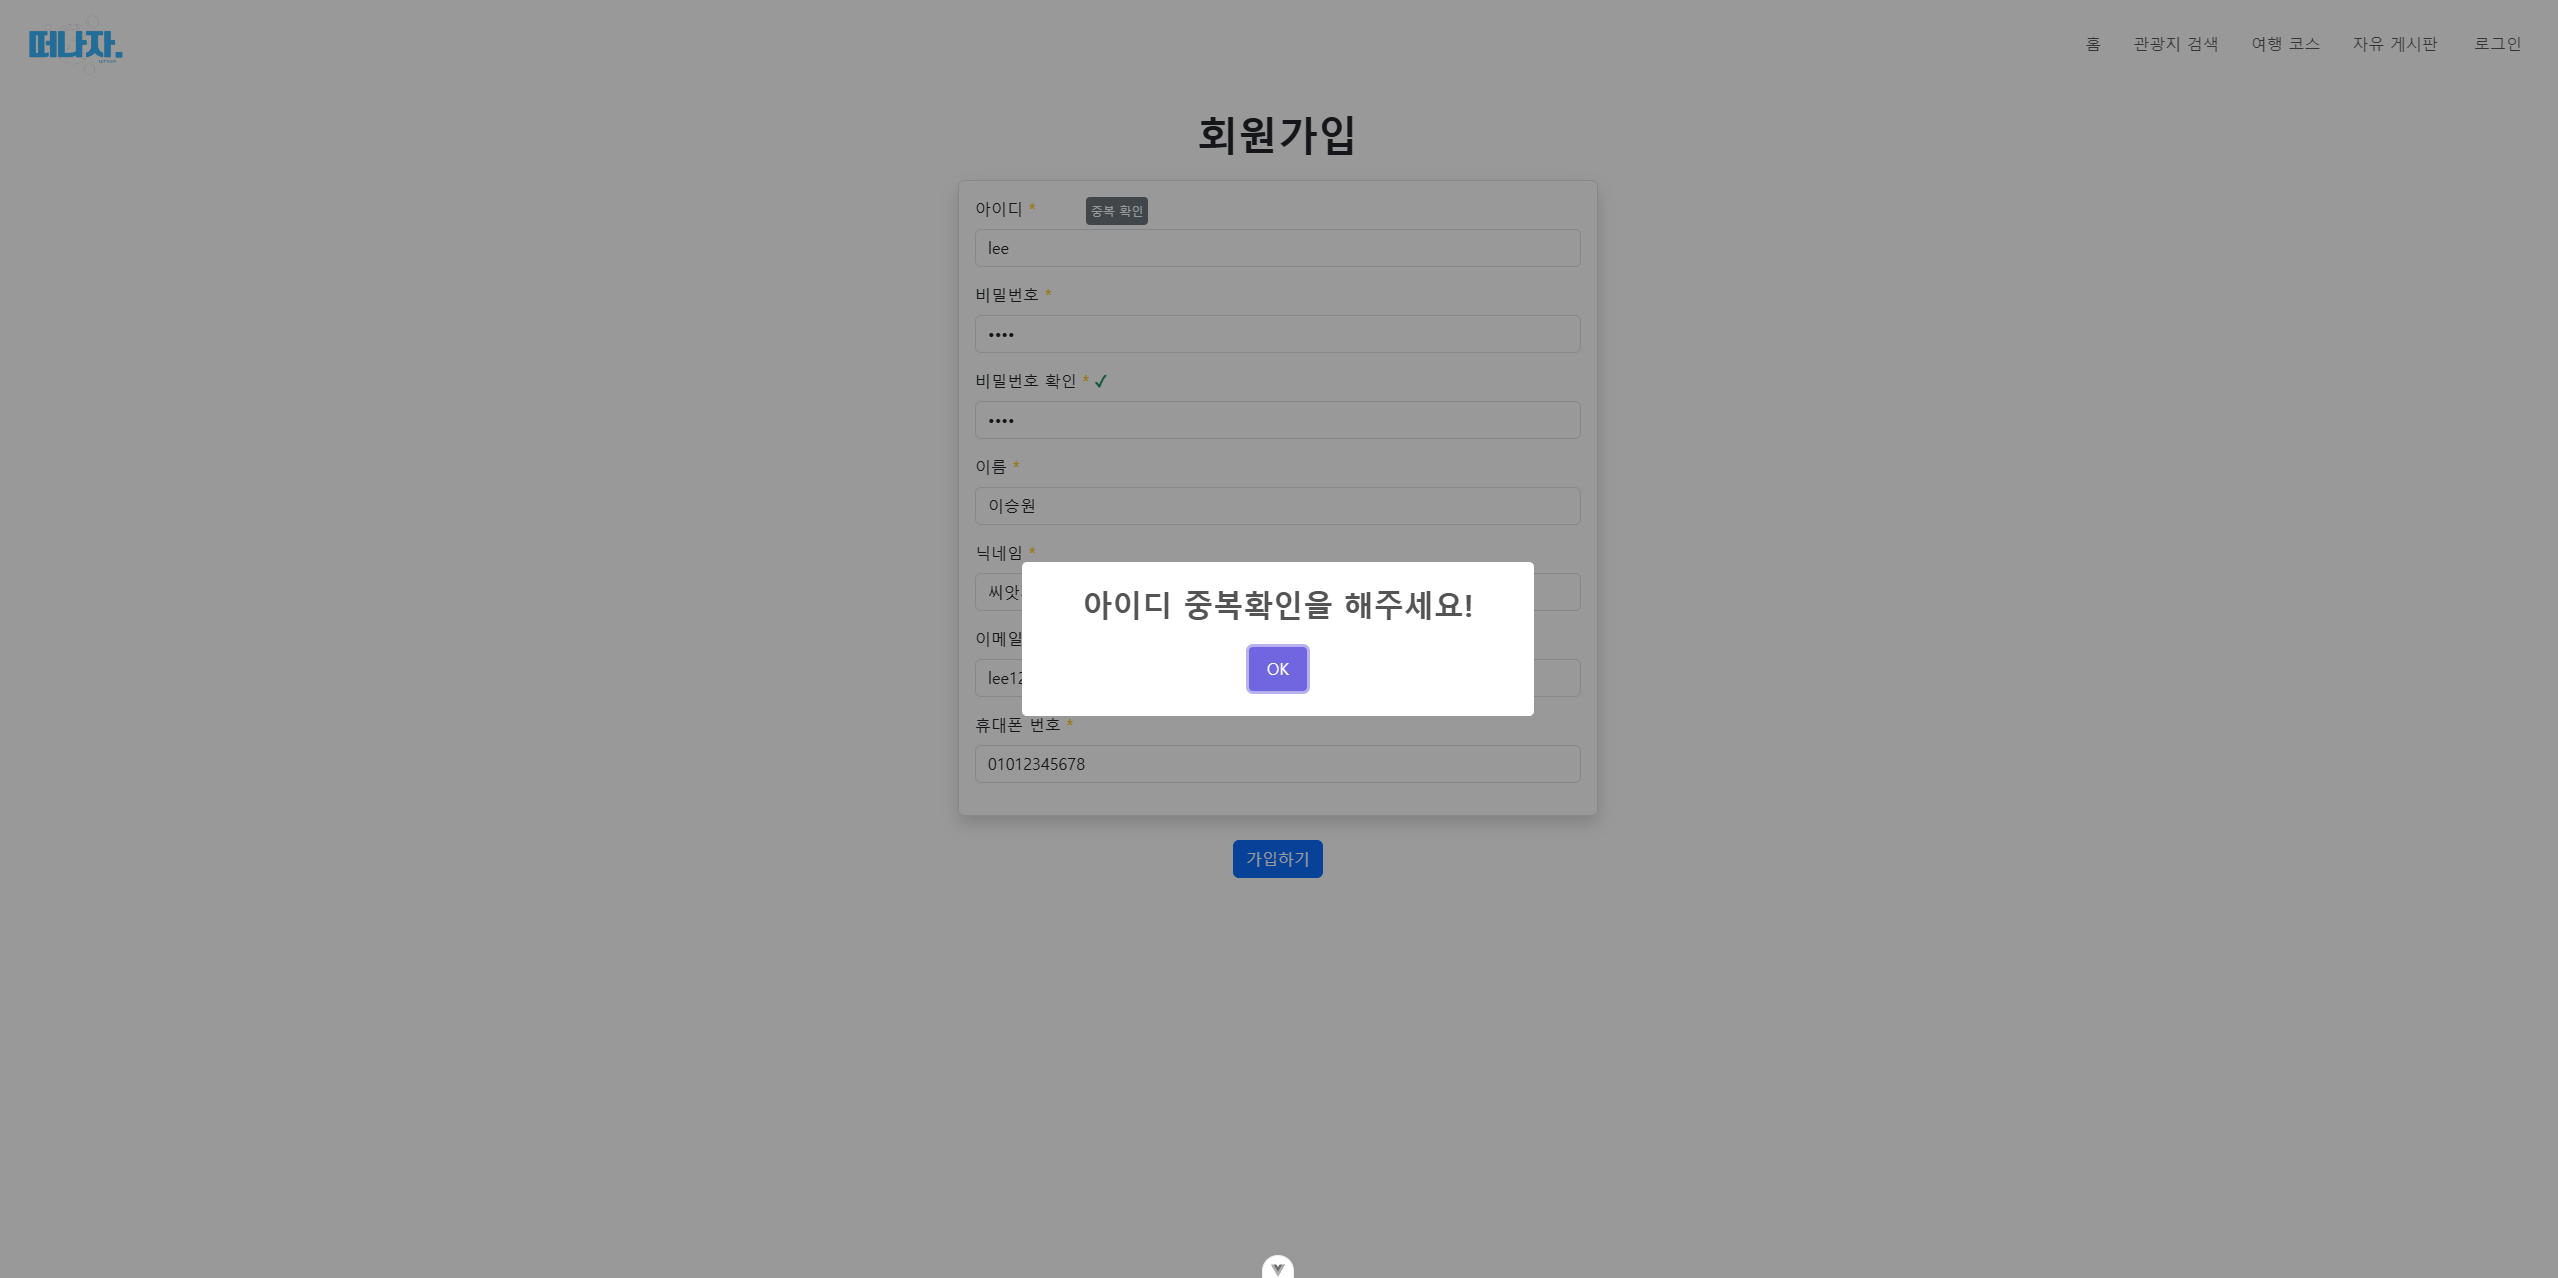 떠나자.
홈 관광지 검색 여행 코스 자유 게시판 로그인
회원가입
아이디 * 중복 확인
lee
비밀번호 *
••••
비밀번호 확인 * ✓
••••
이름 *
이승원
닉네임 *
씨앗
아이디 중복확인을 해주세요!
이메일
OK
lee12
휴대폰 번호 *
01012345678
가입하기